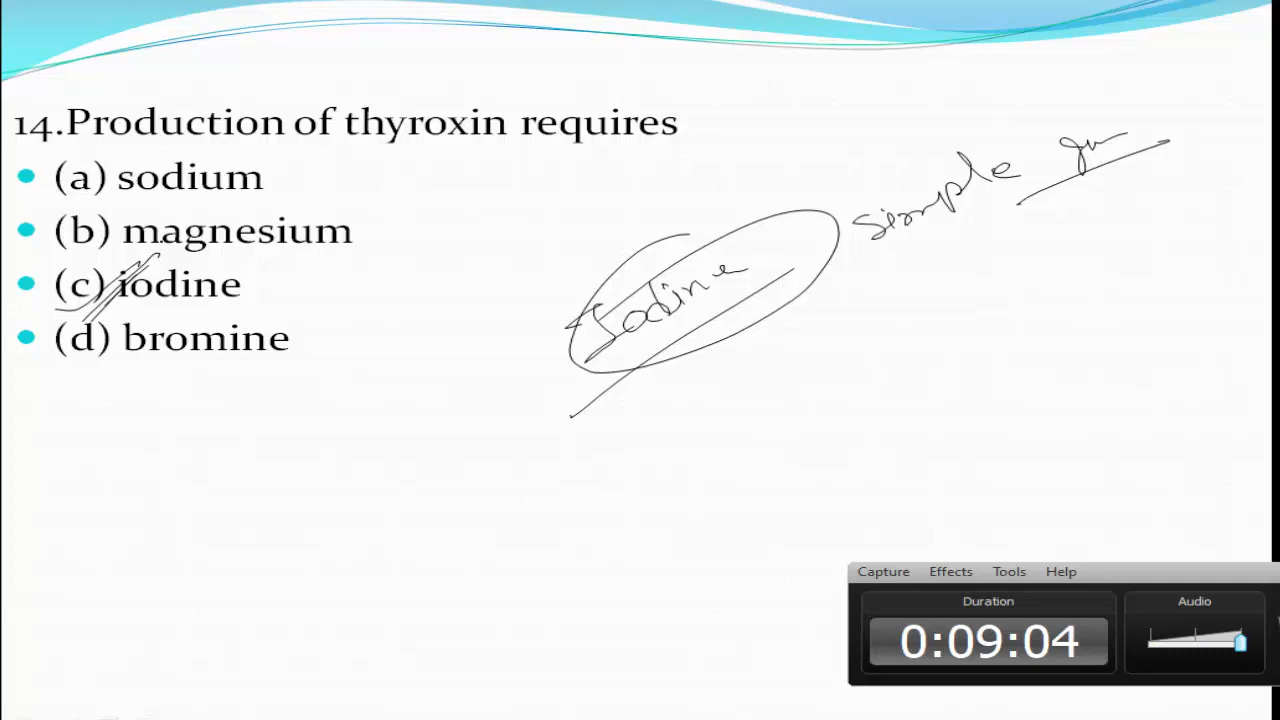 14.Production of thyroxin requires
(a) sodium
(b) magnesium
(c) iodine
(d) bromine
Iodine
simple
Capture Effects Tools Help
Duration Audio
0:09:04